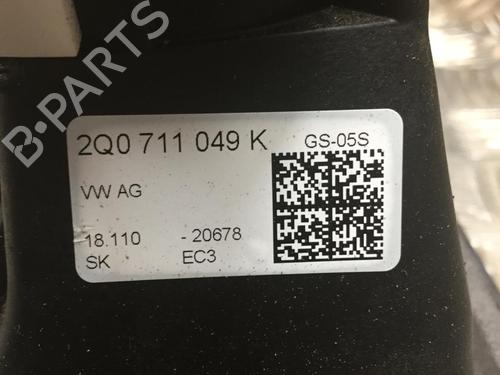 B-PARTS
2Q0 711 049 K GS-05S
VW AG
18.110 - 20678
SK EC3